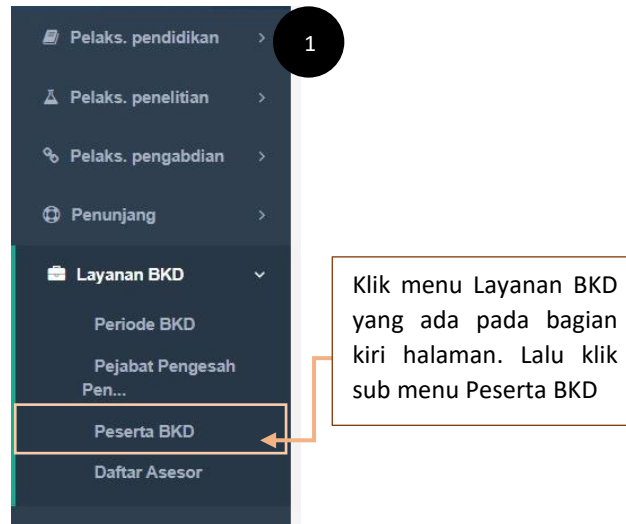 Pelaks. pendidikan
1
Pelaks. penelitian
Pelaks. pengabdian
Penunjang
Layanan BKD
Periode BKD
Pejabat Pengesah
Pen...
Peserta BKD
Daftar Asesor
Klik menu Layanan BKD
yang ada pada bagian
kiri halaman. Lalu klik
sub menu Peserta BKD